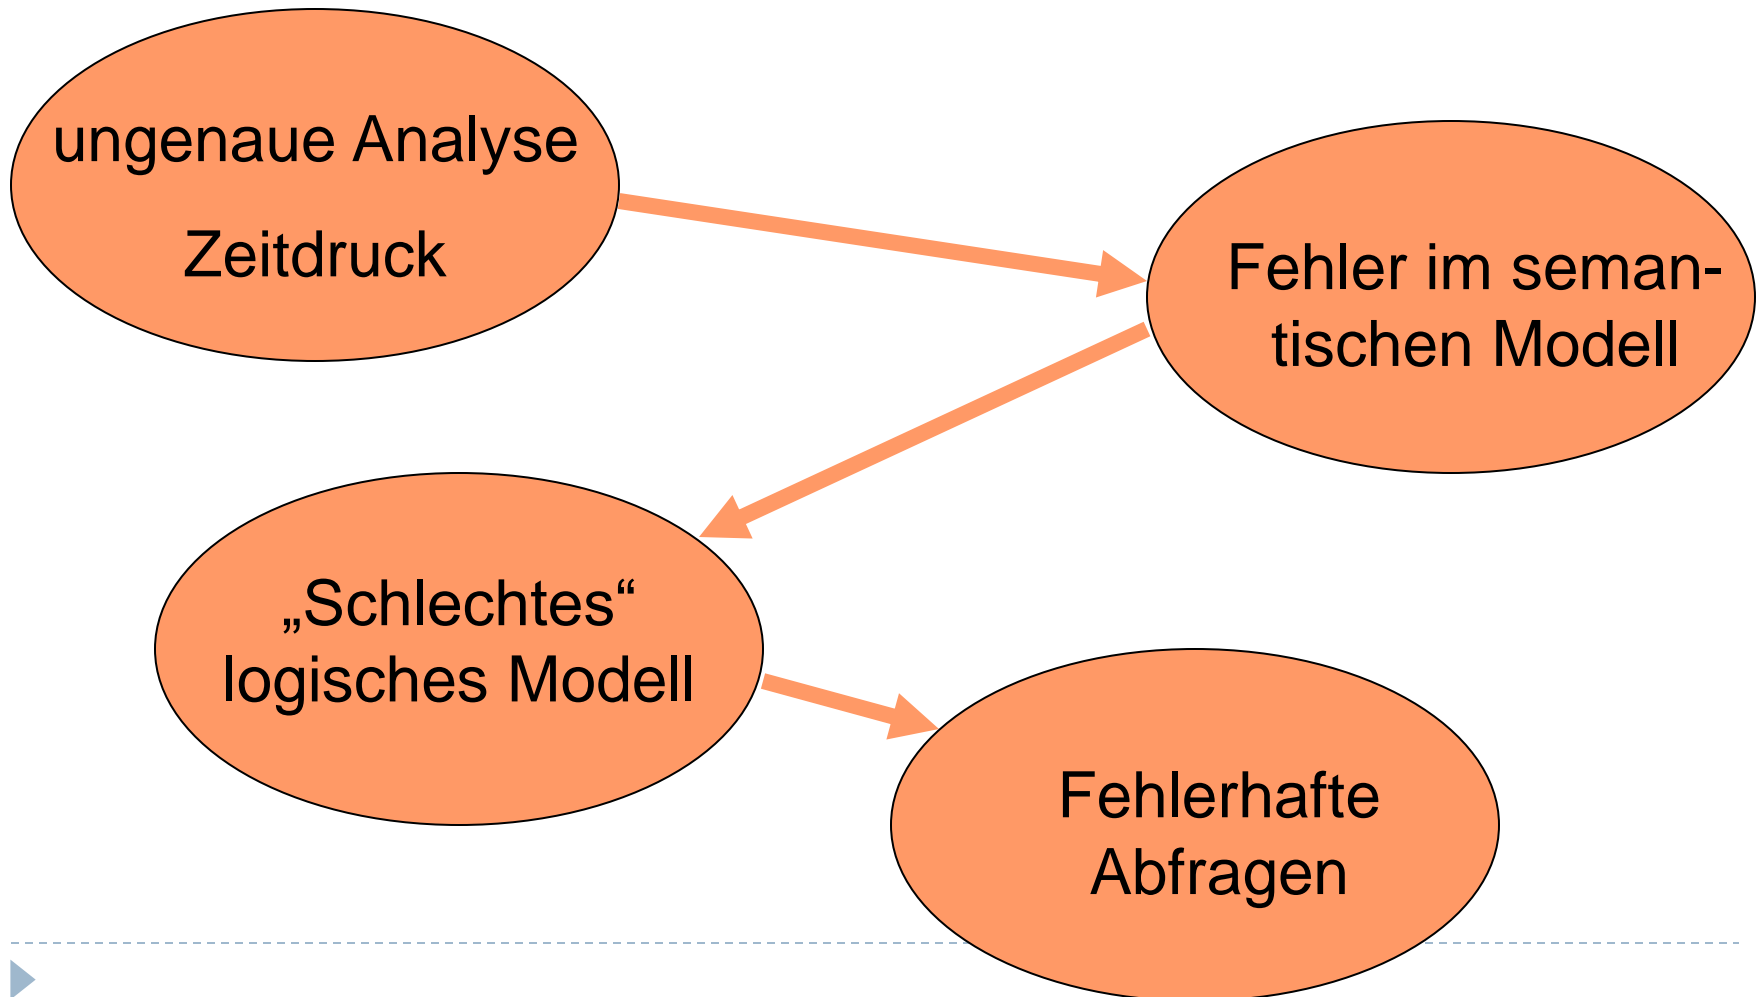 ungenaue Analyse
Zeitdruck
Fehler im seman-
tischen Modell
„Schlechtes“
logisches Modell
Fehlerhafte
Abfragen